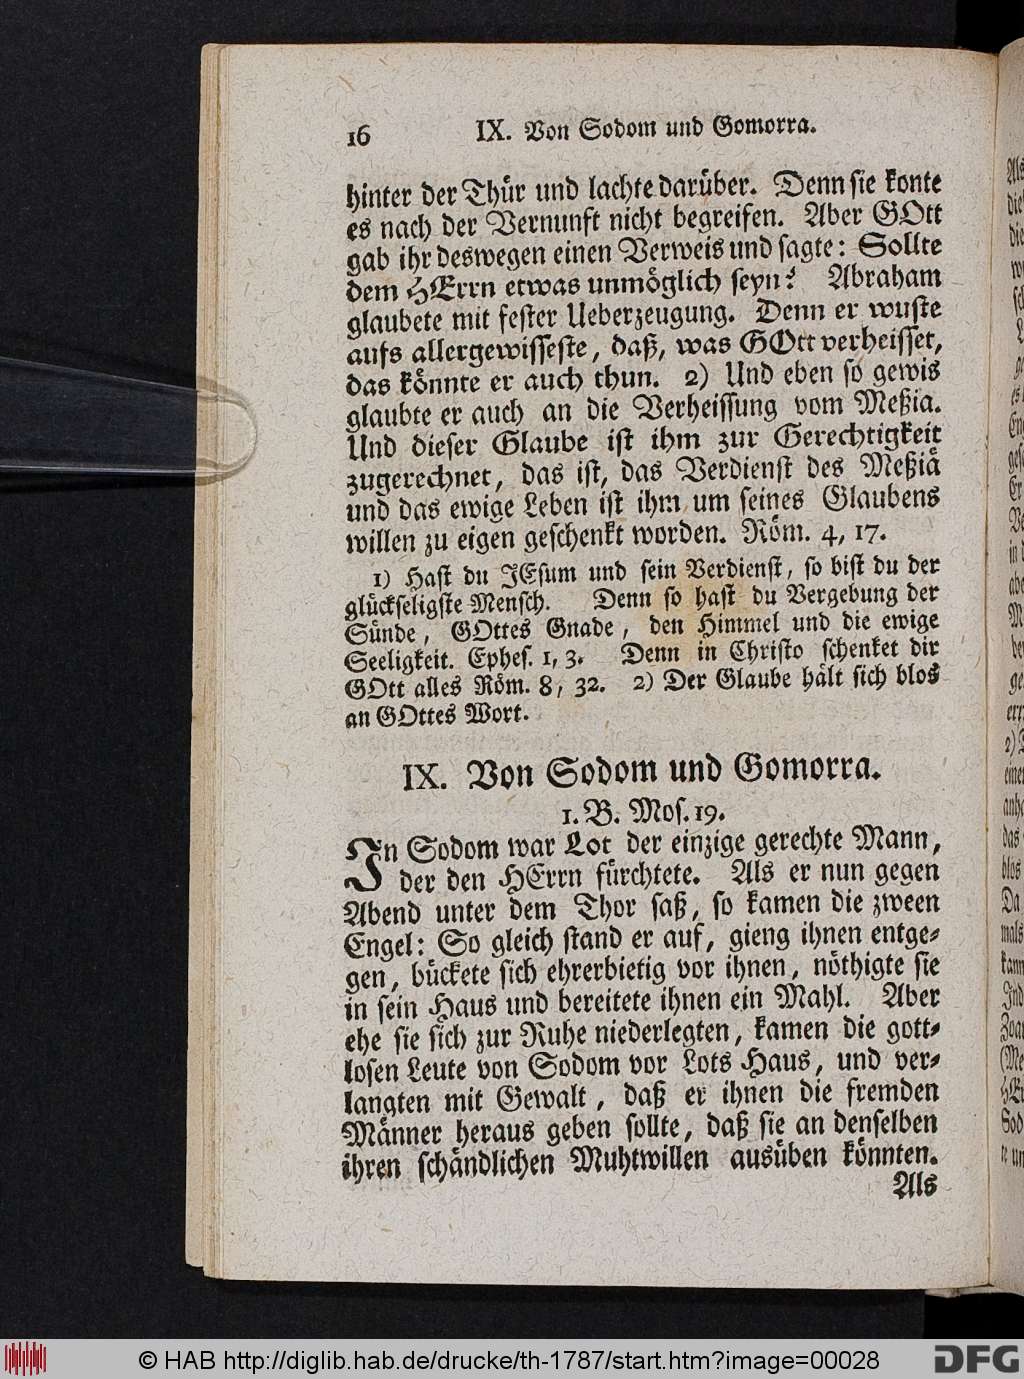 16 IX. Von Sodom und Gomorra.
hinter der Thür und lachte darüber. Denn sie konte
es nach der Vernunft nicht begreifen. Aber GOtt
gab ihr deswegen einen Verweis und sagte: Sollte
dem HErrn etwas unmöglich seyn? Abraham
glaubete mit fester Ueberzeugung. Denn er wuste
aufs allergewisseste, daß, was GOtt verheisset,
das könnte er auch thun. 2) Und eben so gewis
glaubte er auch an die Verheissung vom Meßia.
Und dieser Glaube ist ihm zur Gerechtigkeit
zugerechnet, das ist, das Verdienst des Meßiä
und das ewige Leben ist ihm um seines Glaubens
willen zu eigen geschenkt worden. Röm. 4, 17.
1) Hast du JEsum und sein Verdienst, so bist du der
glückseligste Mensch. Denn so hast du Vergebung der
Sünde, GOttes Gnade, den Himmel und die ewige
Seeligkeit. Ephes. 1, 3. Denn in Christo schenket dir
GOtt alles Röm. 8, 32. 2) Der Glaube hält sich blos
an GOttes Wort.
IX. Von Sodom und Gomorra.
1. B. Mos. 19.
In Sodom war Lot der einzige gerechte Mann,
der den HErrn fürchtete. Als er nun gegen
Abend unter dem Thor saß, so kamen die zween
Engel: So gleich stand er auf, gieng ihnen entge-
gen, bückete sich ehrerbietig vor ihnen, nöthigte sie
in sein Haus und bereitete ihnen ein Mahl. Aber
ehe sie sich zur Ruhe niederlegten, kamen die gott-
losen Leute von Sodom vor Lots Haus, und ver-
langten mit Gewalt, daß er ihnen die fremden
Männer heraus geben sollte, daß sie an denselben
ihren schändlichen Muhtwillen ausüben könnten.
Als
© HAB http://diglib.hab.de/drucke/th-1787/start.htm?image=00028
DFG